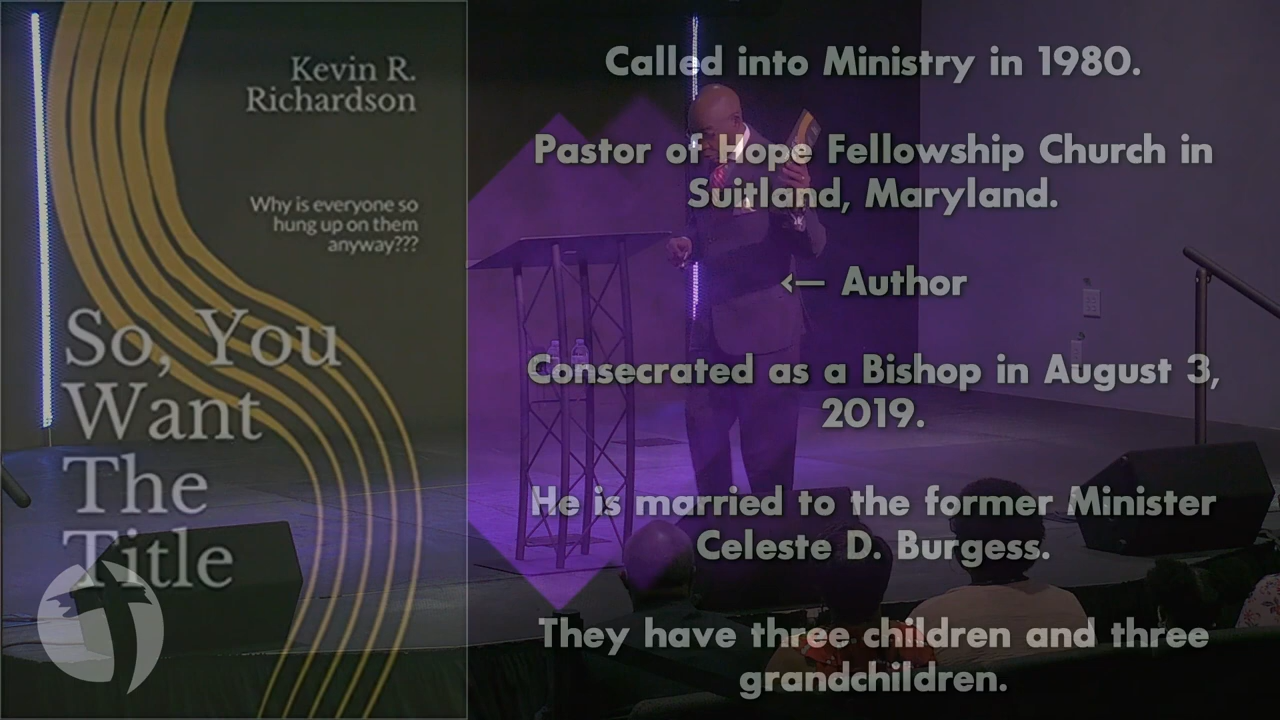 Kevin R.
Richardson
Why is everyone so
hung up on them
anyway???
So, You
Want
The
Title
Called into Ministry in 1980.
Pastor of Hope Fellowship Church in
Suitland, Maryland.
<— Author
Consecrated as a Bishop in August 3,
2019.
He is married to the former Minister
Celeste D. Burgess.
They have three children and three
grandchildren.